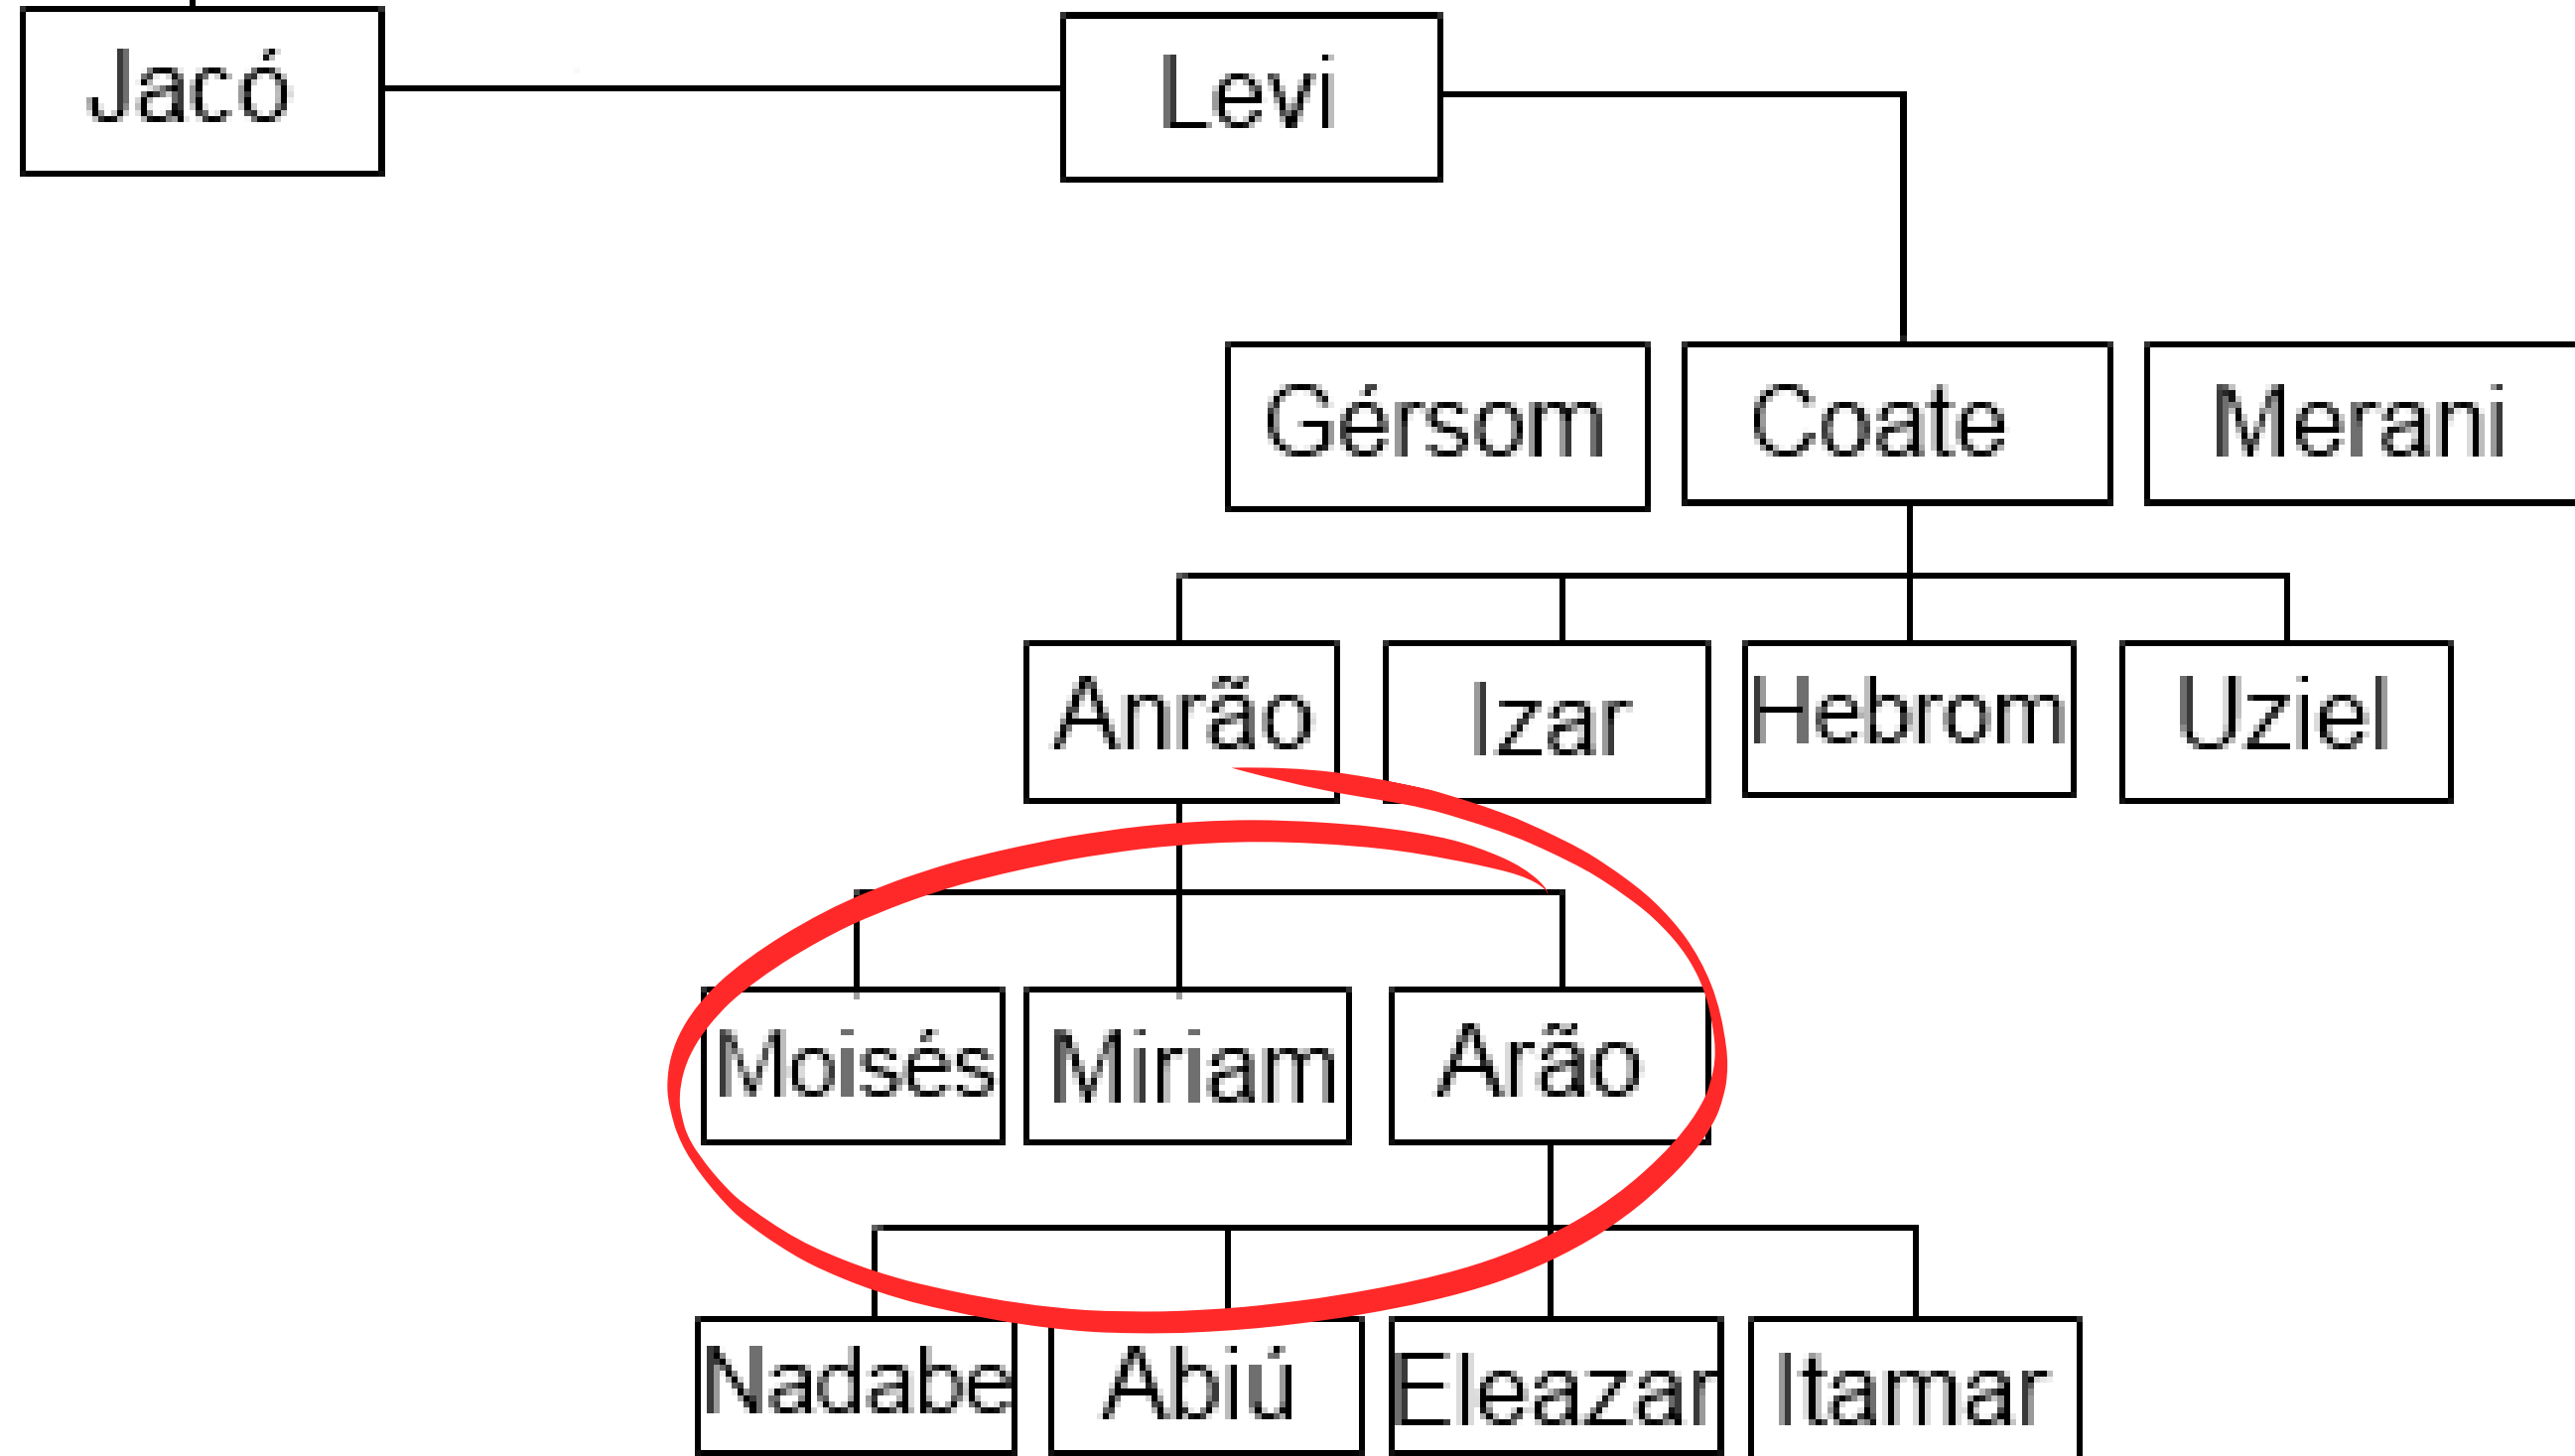 Jacó
Levi
Gérsom
Coate
Merani
Anrão
Izar
Hebrom
Uziel
Moisés
Miriam
Arão
Nadabe
Abiú
Eleazar
Itamar